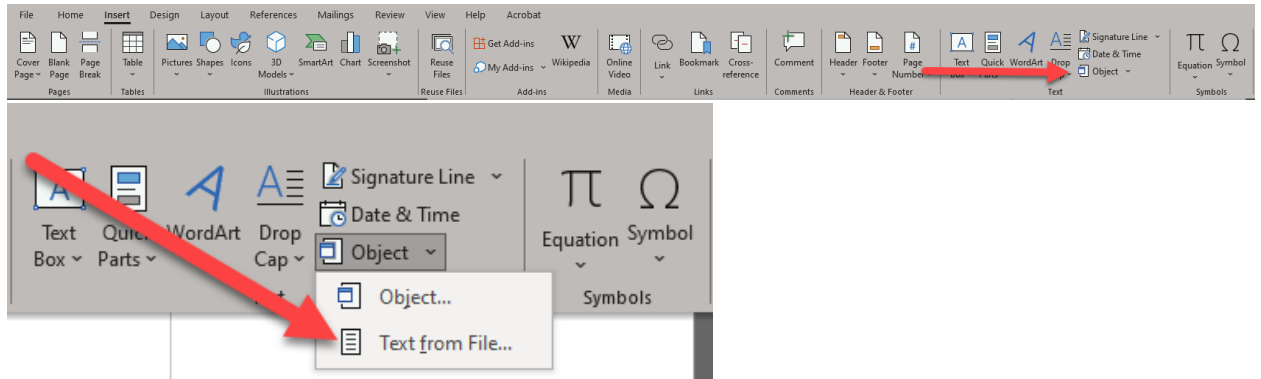 File Home Insert Design Layout References Mailings Review View Help Acrobat
Cover Page
Blank Page
Page Break
Pages
Table
Tables
Pictures
Shapes
Icons
3D Models
SmartArt
Chart
Screenshot
Illustrations
Reuse Files
Reuse Files
Get Add-ins
My Add-ins
Wikipedia
Add-ins
Online Video
Media
Link
Bookmark
Cross-reference
Links
Comment
Comments
Header
Footer
Page Number
Header & Footer
Text
Quick
WordArt
Drop
Signature Line
Date & Time
Object
Text
Equation
Symbol
Symbols
Text Box
Quick Parts
WordArt
Drop Cap
Signature Line
Date & Time
Object
Equation
Symbol
Symbols
Object...
Text from File...